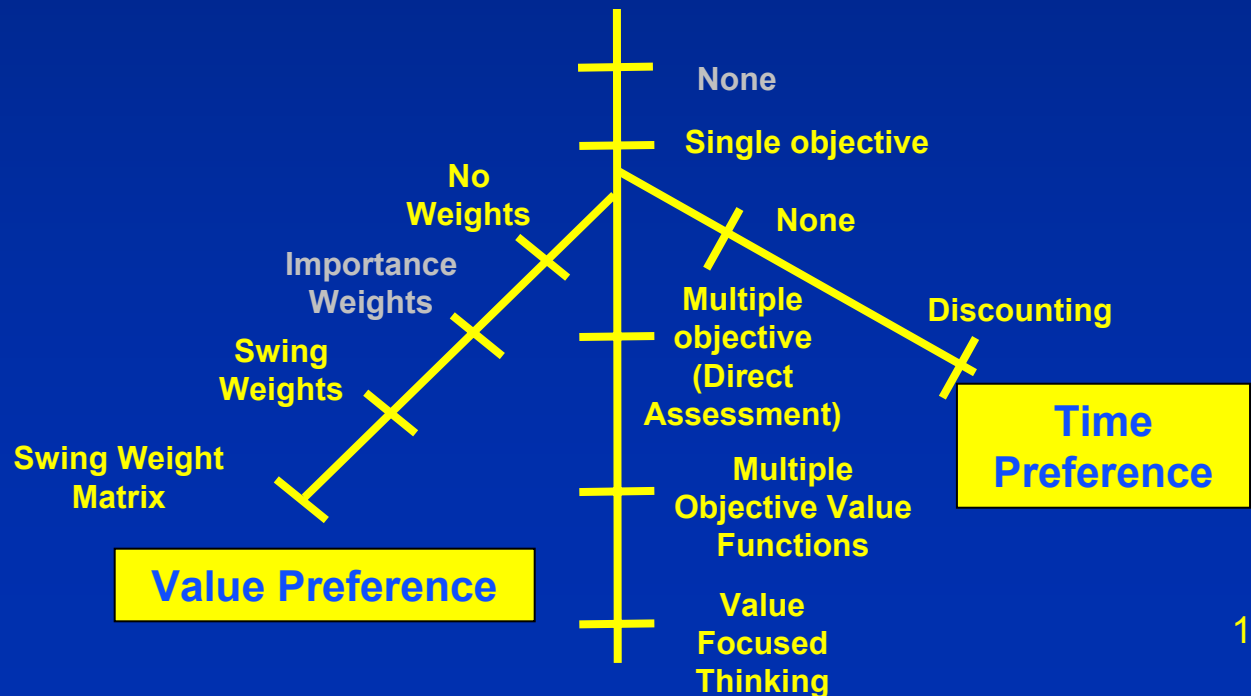 None
Single objective
No
Weights
None
Importance
Weights
Multiple
objective
(Direct
Assessment)
Discounting
Swing
Weights
Time
Preference
Swing Weight
Matrix
Multiple
Objective Value
Functions
Value Preference
Value
Focused
Thinking
1